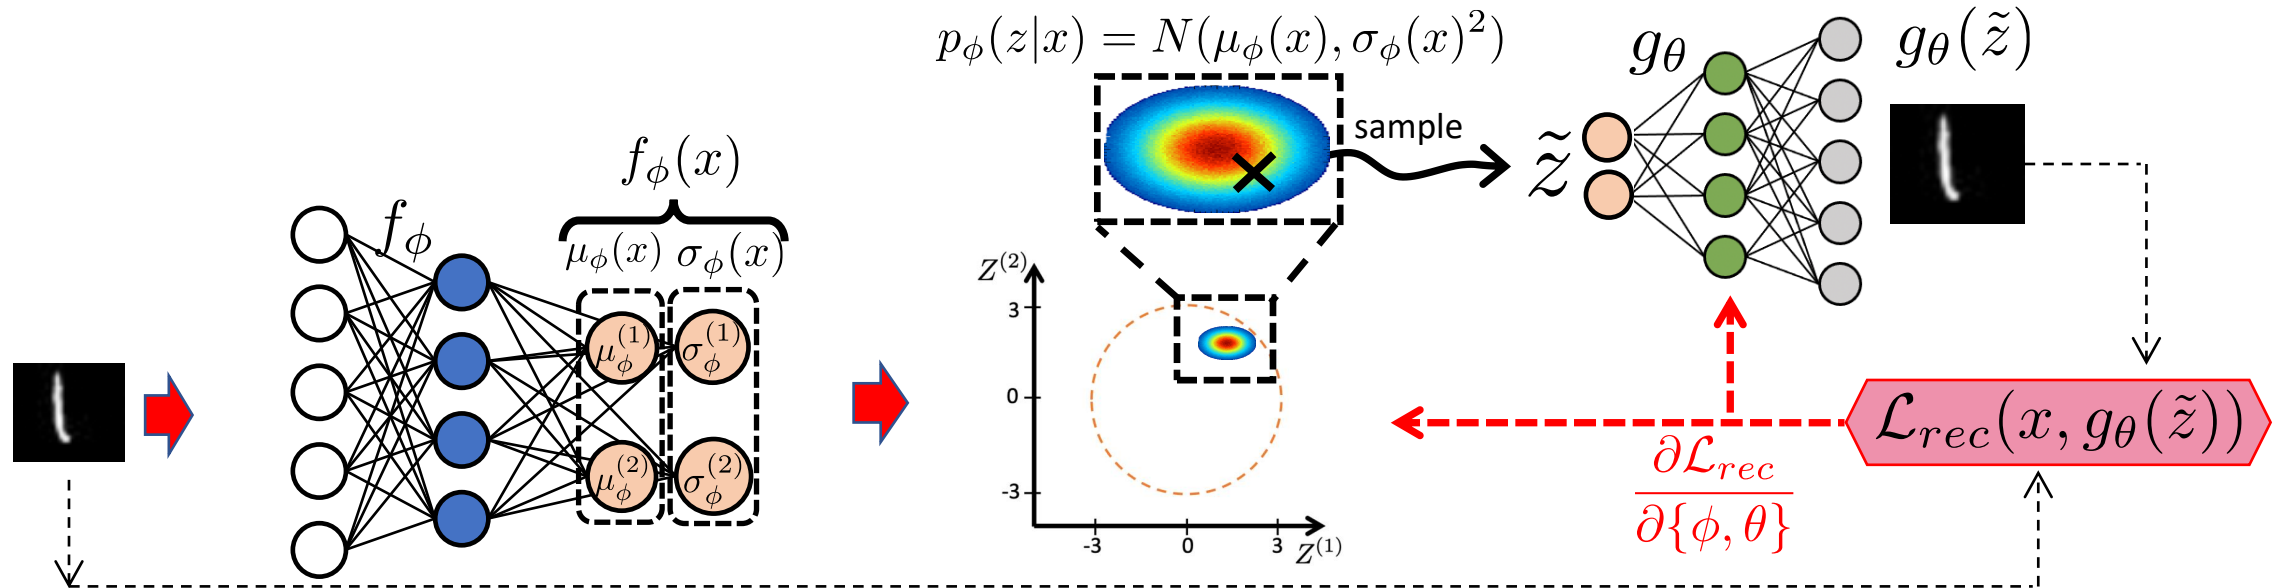 p_ϕ(z|x) = N(μ_ϕ(x), σ_ϕ(x)^2)
g_θ
g_θ(z̃)
sample
z̃
f_ϕ(x)
f_ϕ
μ_ϕ(x) σ_ϕ(x)
μ_ϕ^(1) σ_ϕ^(1)
μ_ϕ^(2) σ_ϕ^(2)
Z^(2)
3
0
-3
-3 0 3
Z^(1)
ℒ_rec(x, g_θ(z̃))
∂ℒ_rec
∂{ϕ, θ}